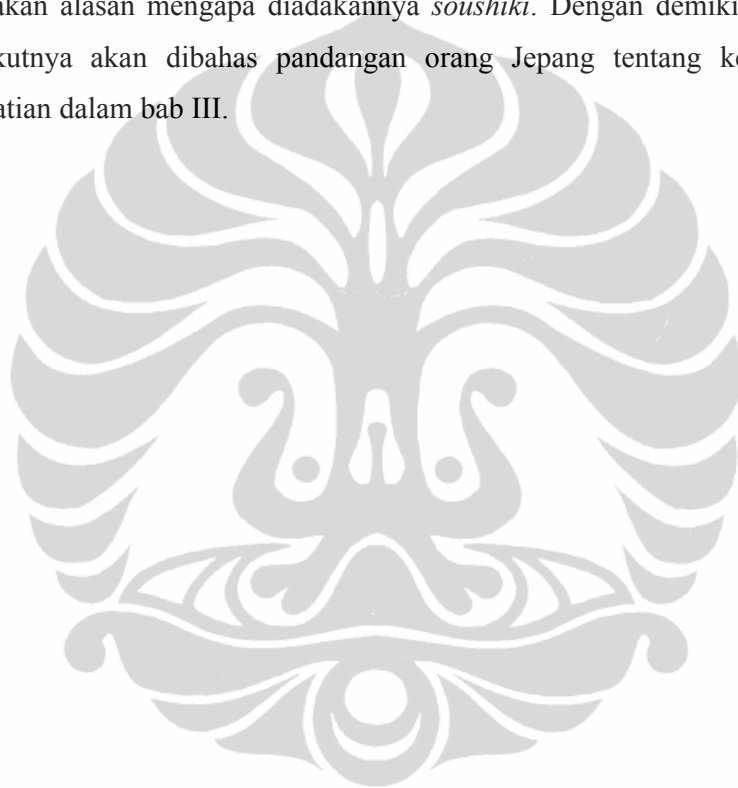 akan alasan mengapa diadakannya soushiki. Dengan demiki
kutnya akan dibahas pandangan orang Jepang tentang ke
atian dalam bab III.